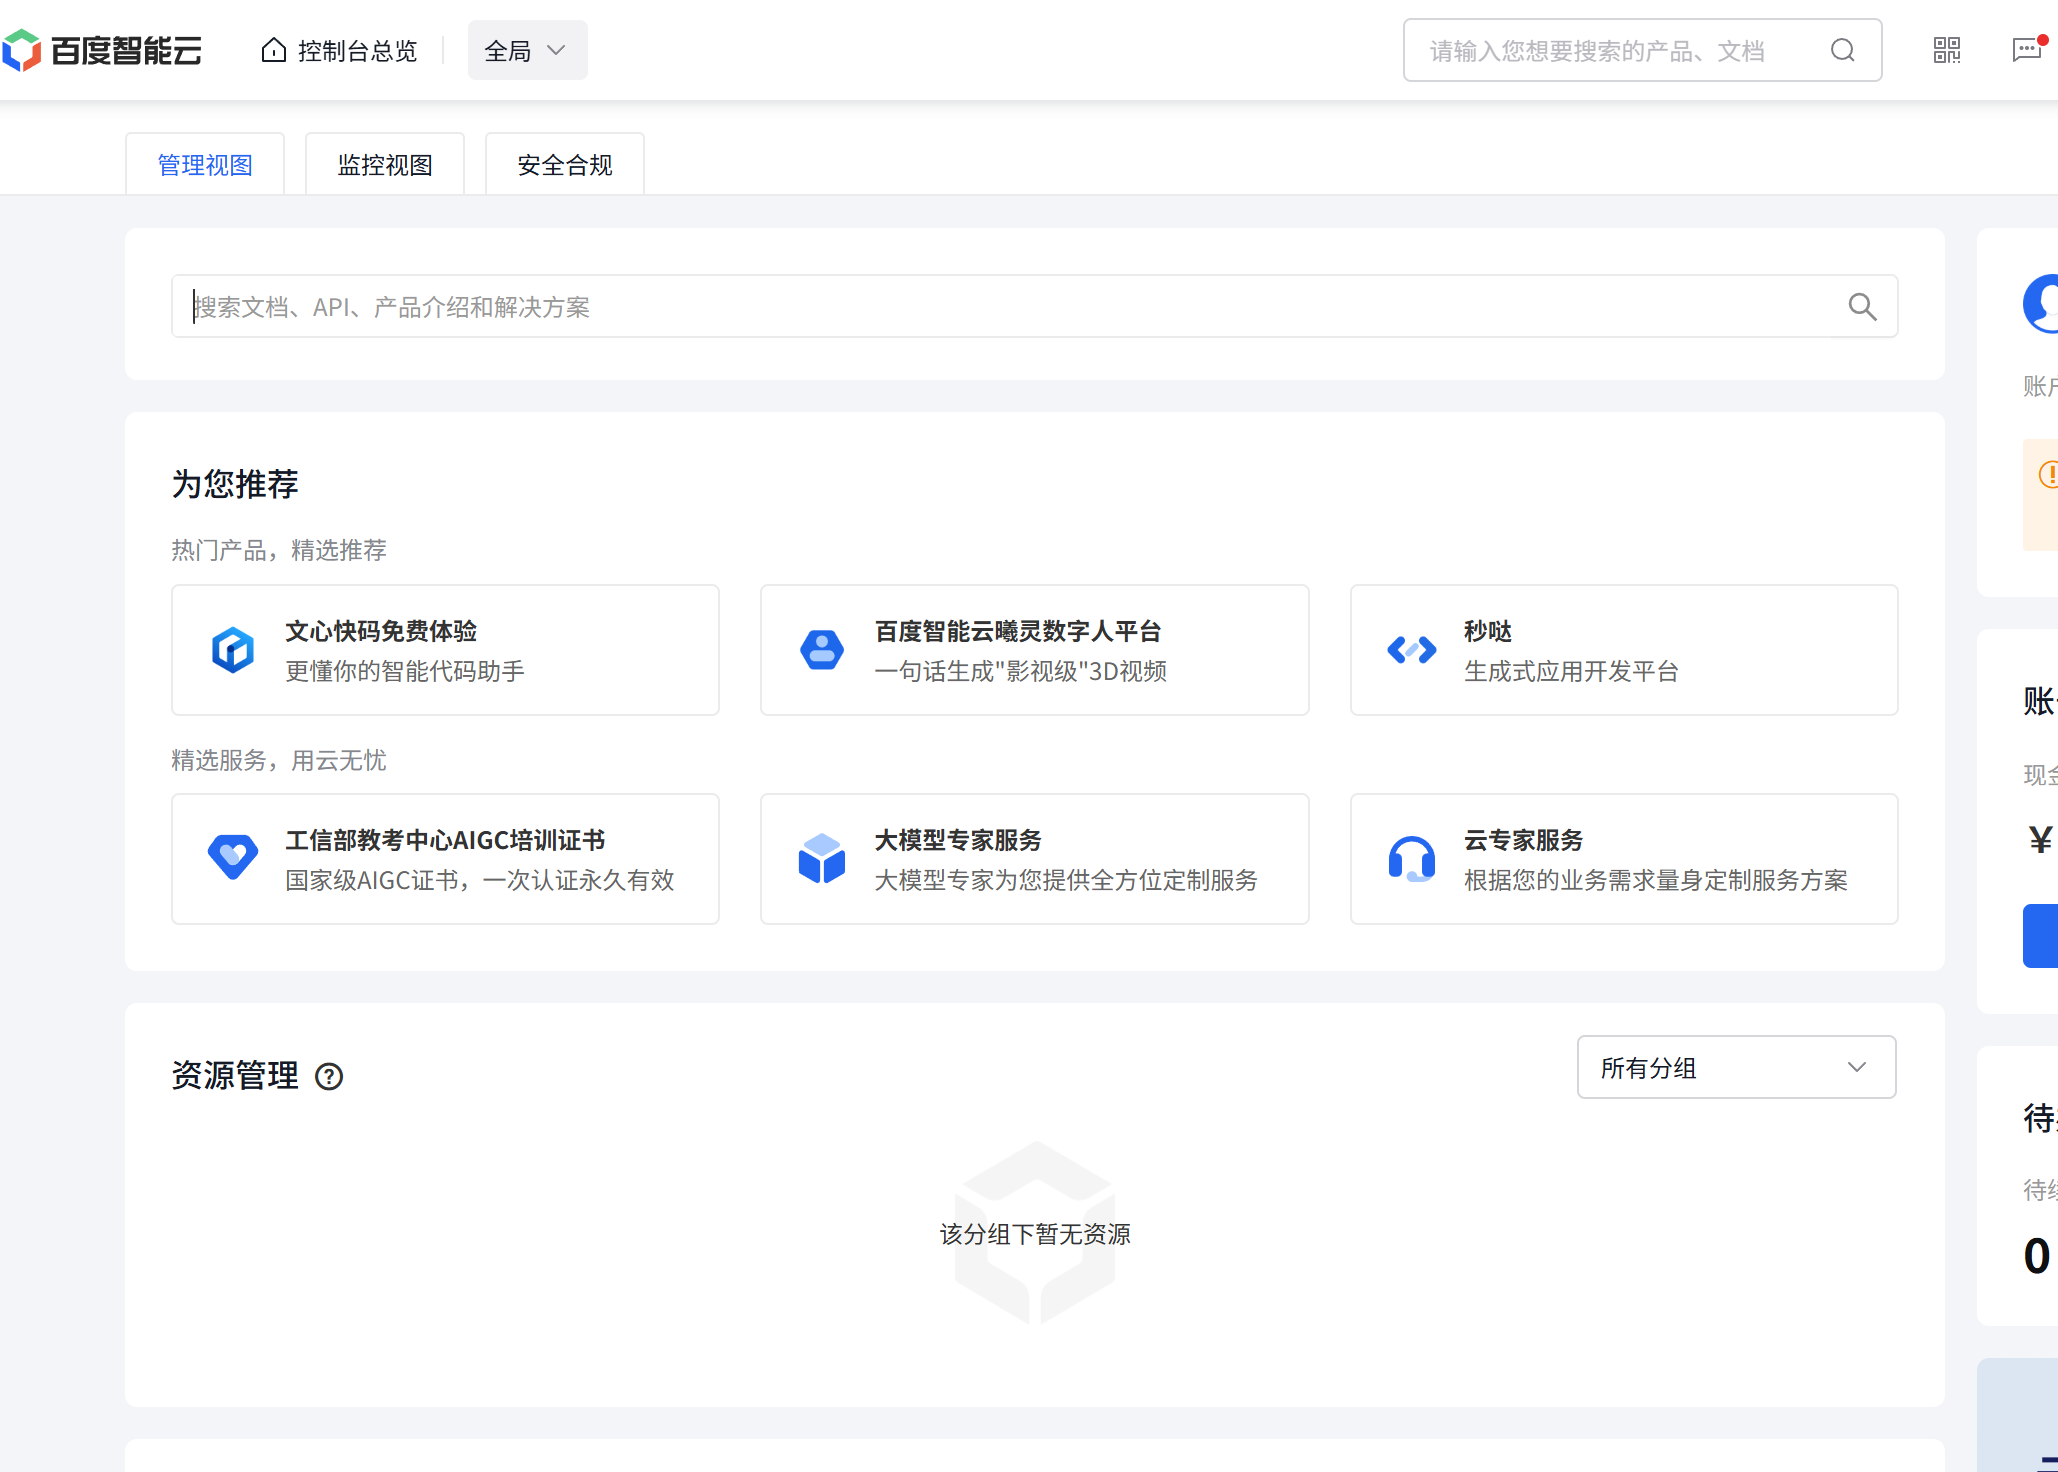 百度智能云
控制台总览
全局
请输入您想要搜索的产品、文档
管理视图
监控视图
安全合规
搜索文档、API、产品介绍和解决方案
为您推荐
热门产品，精选推荐
文心快码免费体验
更懂你的智能代码助手
百度智能云曦灵数字人平台
一句话生成"影视级"3D视频
秒哒
生成式应用开发平台
精选服务，用云无忧
工信部教考中心AIGC培训证书
国家级AIGC证书，一次认证永久有效
大模型专家服务
大模型专家为您提供全方位定制服务
云专家服务
根据您的业务需求量身定制服务方案
资源管理
所有分组
该分组下暂无资源
账
账
现
¥
待
待
0